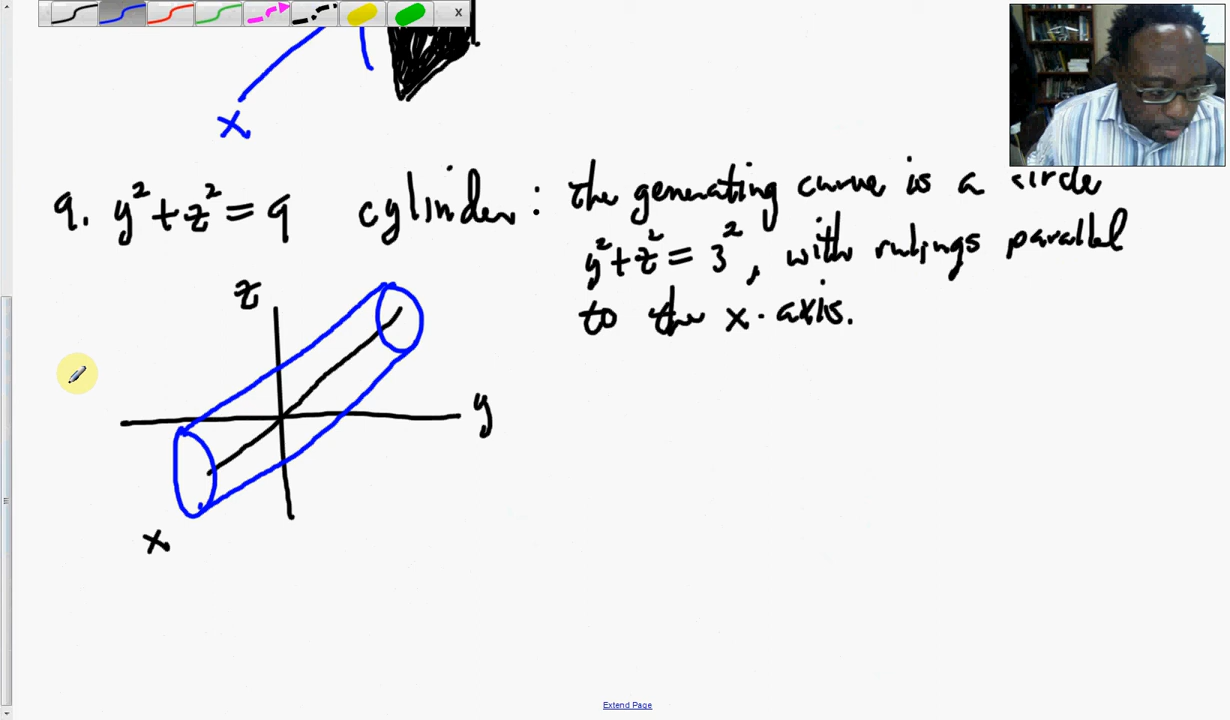 x
x
9. y² + z² = 9 cylinder: the generating curve is a circle
y² + z² = 3², with rulings parallel
to the x-axis.
z
y
x
Extend Page